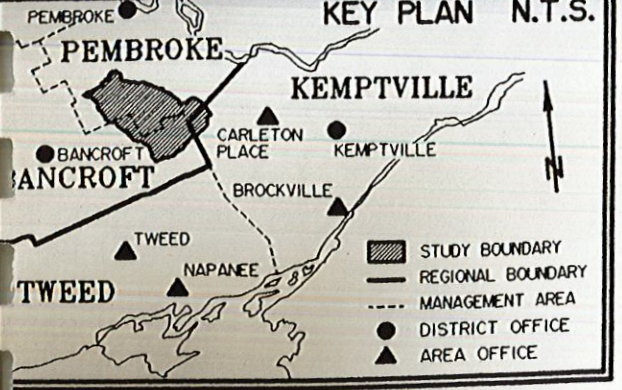 KEY PLAN N.T.S.
PEMBROKE
PEMBROKE
KEMPTVILLE
CARLETON
PLACE
KEMPTVILLE
BANCROFT
BANCROFT
BROCKVILLE
TWEED
NAPANEE
TWEED
N
STUDY BOUNDARY
REGIONAL BOUNDARY
MANAGEMENT AREA
DISTRICT OFFICE
AREA OFFICE